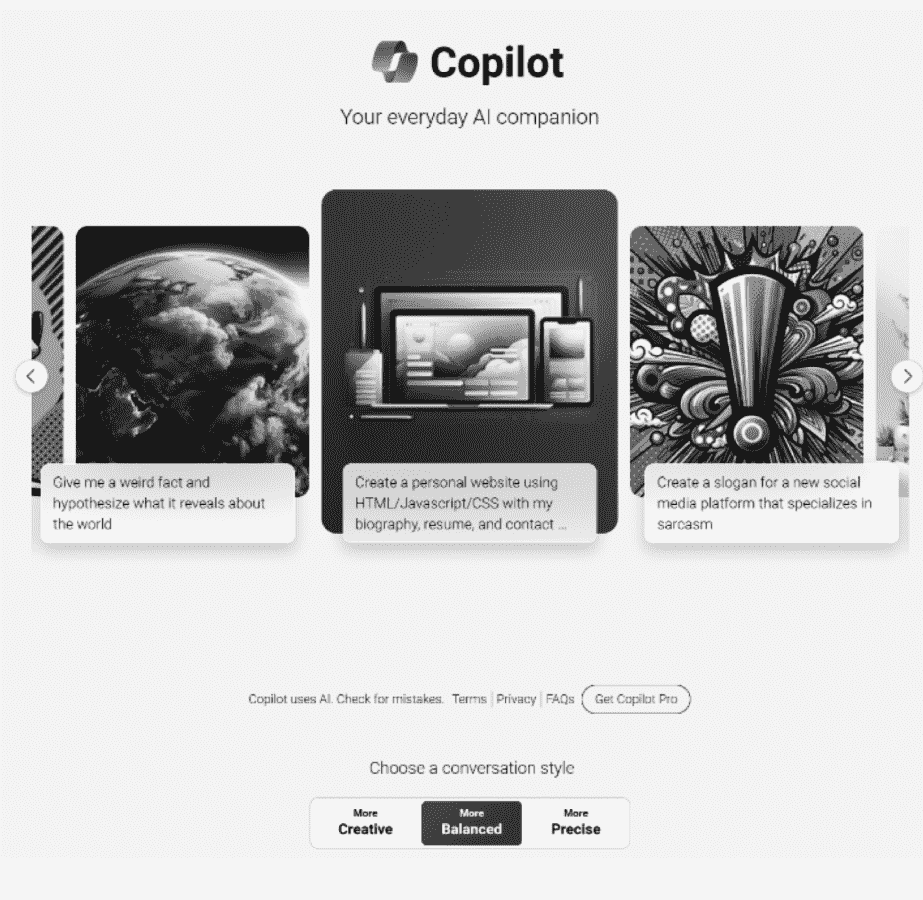 Copilot
Your everyday AI companion
Give me a weird fact and
hypothesize what it reveals about
the world
Create a personal website using
HTML/Javascript/CSS with my
biography, resume, and contact ...
Create a slogan for a new social
media platform that specializes in
sarcasm
Copilot uses AI. Check for mistakes. Terms | Privacy | FAQs Get Copilot Pro
Choose a conversation style
More Creative
More Balanced
More Precise